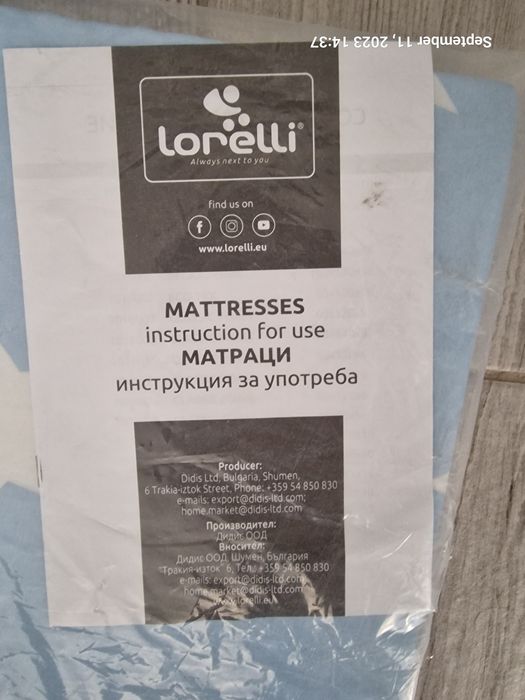 September 11, 2023 14:37
lorelli®
Always next to you
find us on
www.lorelli.eu
MATTRESSES
instruction for use
МАТРАЦИ
инструкция за употреба
Producer:
Didis Ltd, Bulgaria, Shumen,
6 Trakia-iztok Street, Phone: +359 54 850 830
e-mails: export@didis-ltd.com;
home.market@didis-ltd.com
Производител:
Дидис ООД
Вносител:
Дидис ООД, Шумен, България
"Тракия-изток" 6, Тел.: +359 54 850 830
e-mails: export@didis-ltd.com;
home.market@didis-ltd.com
www.lorelli.eu